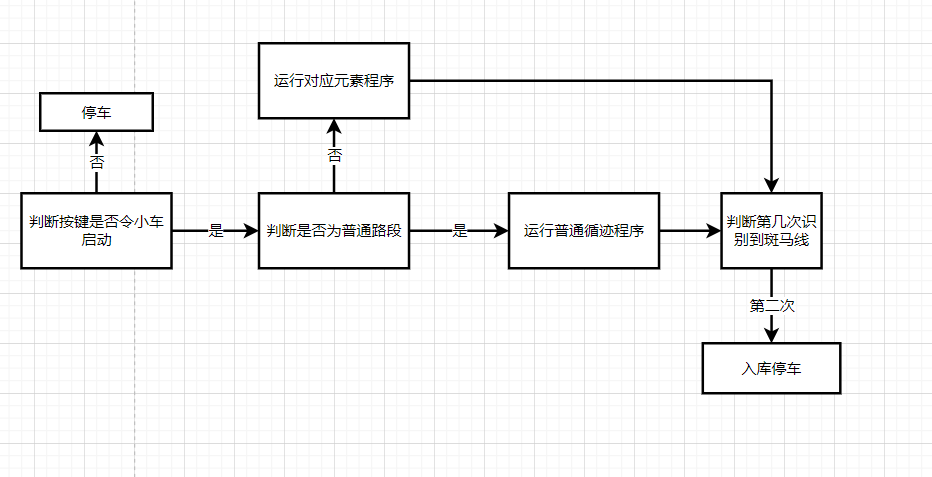 运行对应元素程序
停车
否
否
判断按键是否令小车
启动
是
判断是否为普通路段
是
运行普通循迹程序
判断第几次识
别到斑马线
第二次
入库停车